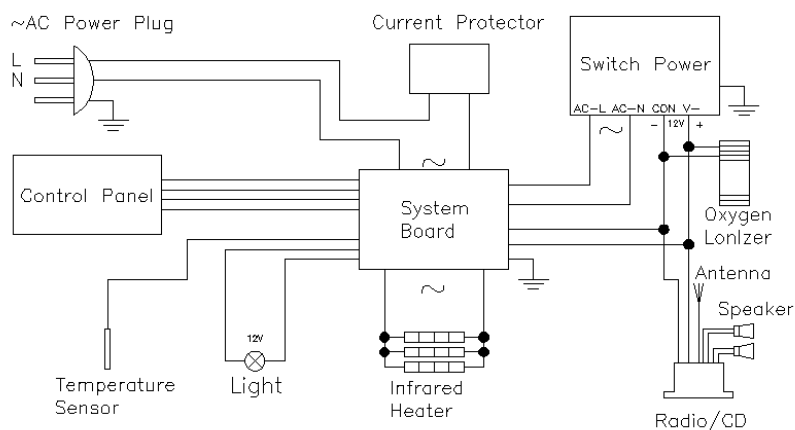 ~AC Power Plug
Current Protector
L
N
Switch Power
AC-L AC-N CON V-
~
- 12V +
Control Panel
~
System
Board
Oxygen
LonIzer
Antenna
~
Speaker
12V
Temperature
Sensor
Light
Infrared
Heater
Radio/CD